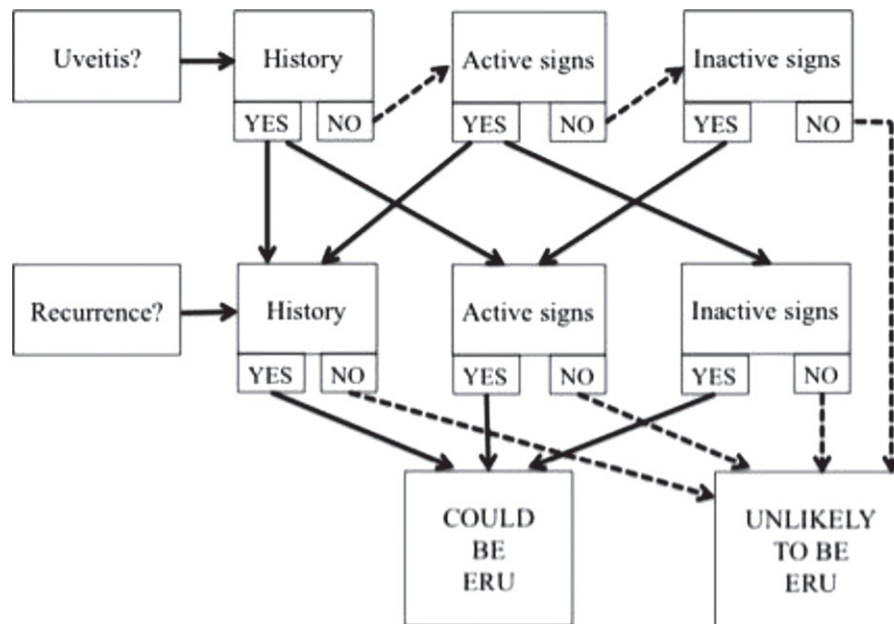 Uveitis?
History
Active signs
Inactive signs
YES
NO
YES
NO
YES
NO
Recurrence?
History
Active signs
Inactive signs
YES
NO
YES
NO
YES
NO
COULD
BE
ERU
UNLIKELY
TO BE
ERU